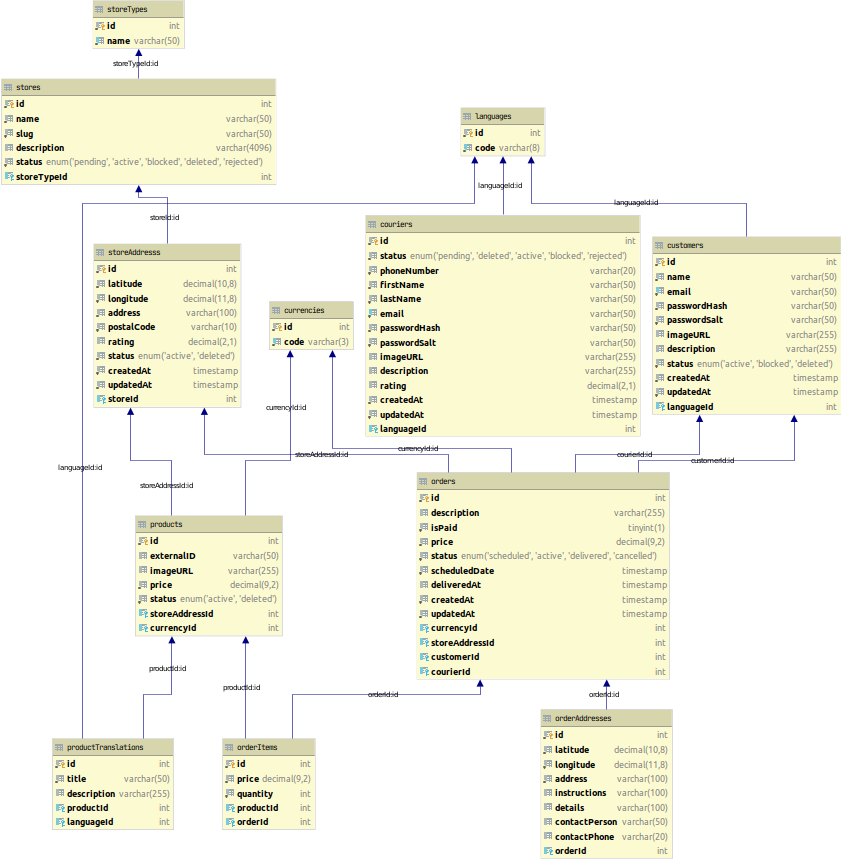 storeTypes
id int
name varchar(50)
storeTypeId:id
stores
id int
name varchar(50)
slug varchar(50)
description varchar(4096)
status enum('pending', 'active', 'blocked', 'deleted', 'rejected')
storeTypeId int
languages
id int
code varchar(8)
languageId:id
languageId:id
storeId:id
couriers
id int
status enum('pending', 'deleted', 'active', 'blocked', 'rejected')
phoneNumber varchar(20)
firstName varchar(50)
lastName varchar(50)
email varchar(50)
passwordHash varchar(50)
passwordSalt varchar(50)
imageURL varchar(255)
description varchar(255)
rating decimal(2,1)
createdAt timestamp
updatedAt timestamp
languageId int
customers
id int
name varchar(50)
email varchar(50)
passwordHash varchar(50)
passwordSalt varchar(50)
imageURL varchar(255)
description varchar(255)
status enum('active', 'blocked', 'deleted')
createdAt timestamp
updatedAt timestamp
languageId int
storeAddresss
id int
latitude decimal(10,8)
longitude decimal(11,8)
address varchar(100)
postalCode varchar(10)
rating decimal(2,1)
status enum('active', 'deleted')
createdAt timestamp
updatedAt timestamp
storeId int
currencies
id int
code varchar(3)
currencyId:id
currencyId:id
storeAddressId:id
courierId:id
customerId:id
languageId:id
storeAddressId:id
orders
id int
description varchar(255)
isPaid tinyint(1)
price decimal(9,2)
status enum('scheduled', 'active', 'delivered', 'cancelled')
scheduledDate timestamp
deliveredAt timestamp
createdAt timestamp
updatedAt timestamp
currencyId int
storeAddressId int
customerId int
courierId int
products
id int
externalID varchar(50)
imageURL varchar(255)
price decimal(9,2)
status enum('active', 'deleted')
storeAddressId int
currencyId int
productId:id
productId:id
orderId:id
orderId:id
productTranslations
id int
title varchar(50)
description varchar(255)
productId int
languageId int
orderItems
id int
price decimal(9,2)
quantity int
productId int
orderId int
orderAddresses
id int
latitude decimal(10,8)
longitude decimal(11,8)
address varchar(100)
instructions varchar(100)
details varchar(100)
contactPerson varchar(50)
contactPhone varchar(20)
orderId int